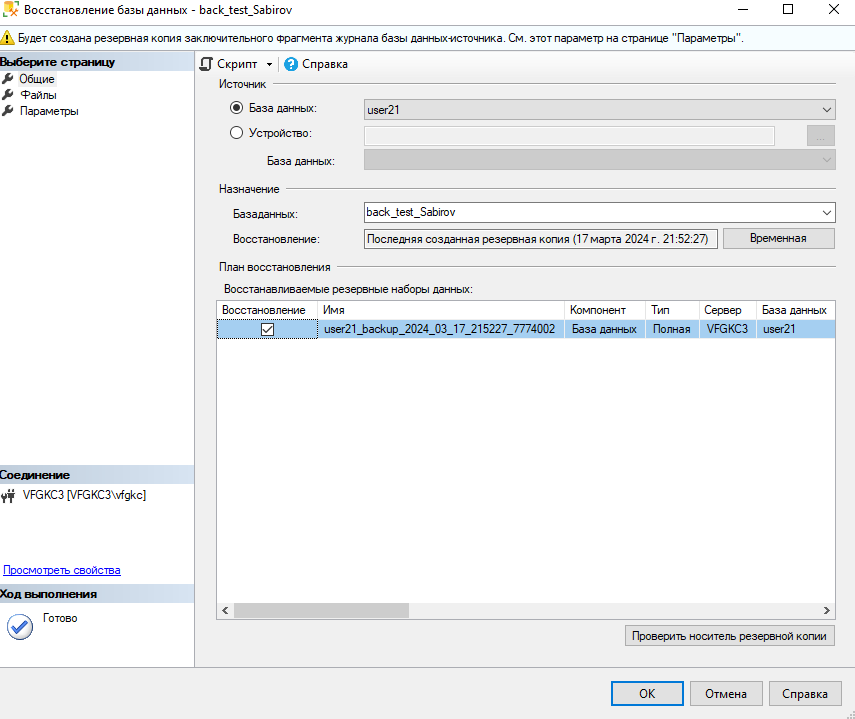 Восстановление базы данных - back_test_Sabirov
Будет создана резервная копия заключительного фрагмента журнала базы данных-источника. См. этот параметр на странице "Параметры".
Выберите страницу
Общие
Файлы
Параметры
Скрипт
Справка
Источник
База данных:
user21
Устройство:
...
База данных:
Назначение
База данных:
back_test_Sabirov
Восстановление:
Последняя созданная резервная копия (17 марта 2024 г. 21:52:27)
Временная
План восстановления
Восстанавливаемые резервные наборы данных:
Восстановление Имя Компонент Тип Сервер База данных
user21_backup_2024_03_17_215227_7774002 База данных Полная VFGKC3 user21
Соединение
VFGKC3 [VFGKC3\vfgkc]
Просмотреть свойства
Ход выполнения
Готово
Проверить носитель резервной копии
ОК
Отмена
Справка